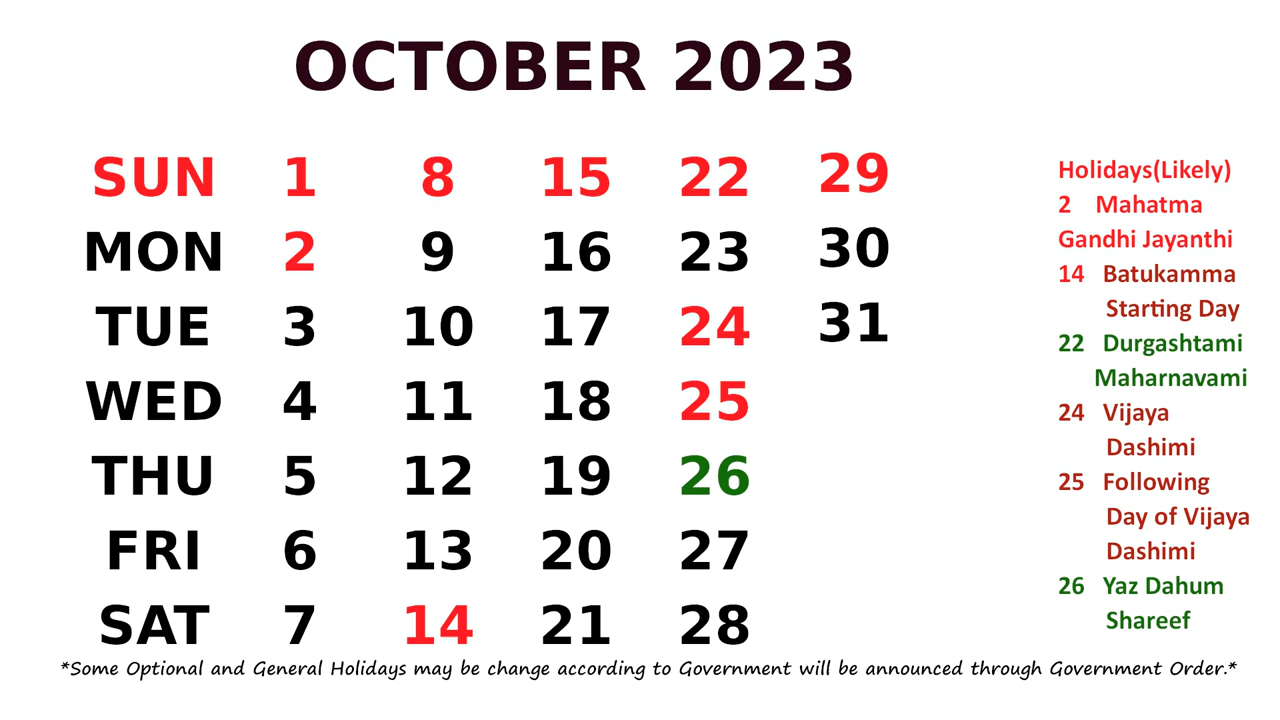 OCTOBER 2023
SUN 1 8 15 22 29
MON 2 9 16 23 30
TUE 3 10 17 24 31
WED 4 11 18 25
THU 5 12 19 26
FRI 6 13 20 27
SAT 7 14 21 28
Holidays(Likely)
2 Mahatma
Gandhi Jayanthi
14 Batukamma
Starting Day
22 Durgashtami
Maharnavami
24 Vijaya
Dashimi
25 Following
Day of Vijaya
Dashimi
26 Yaz Dahum
Shareef
*Some Optional and General Holidays may be change according to Government will be announced through Government Order.*